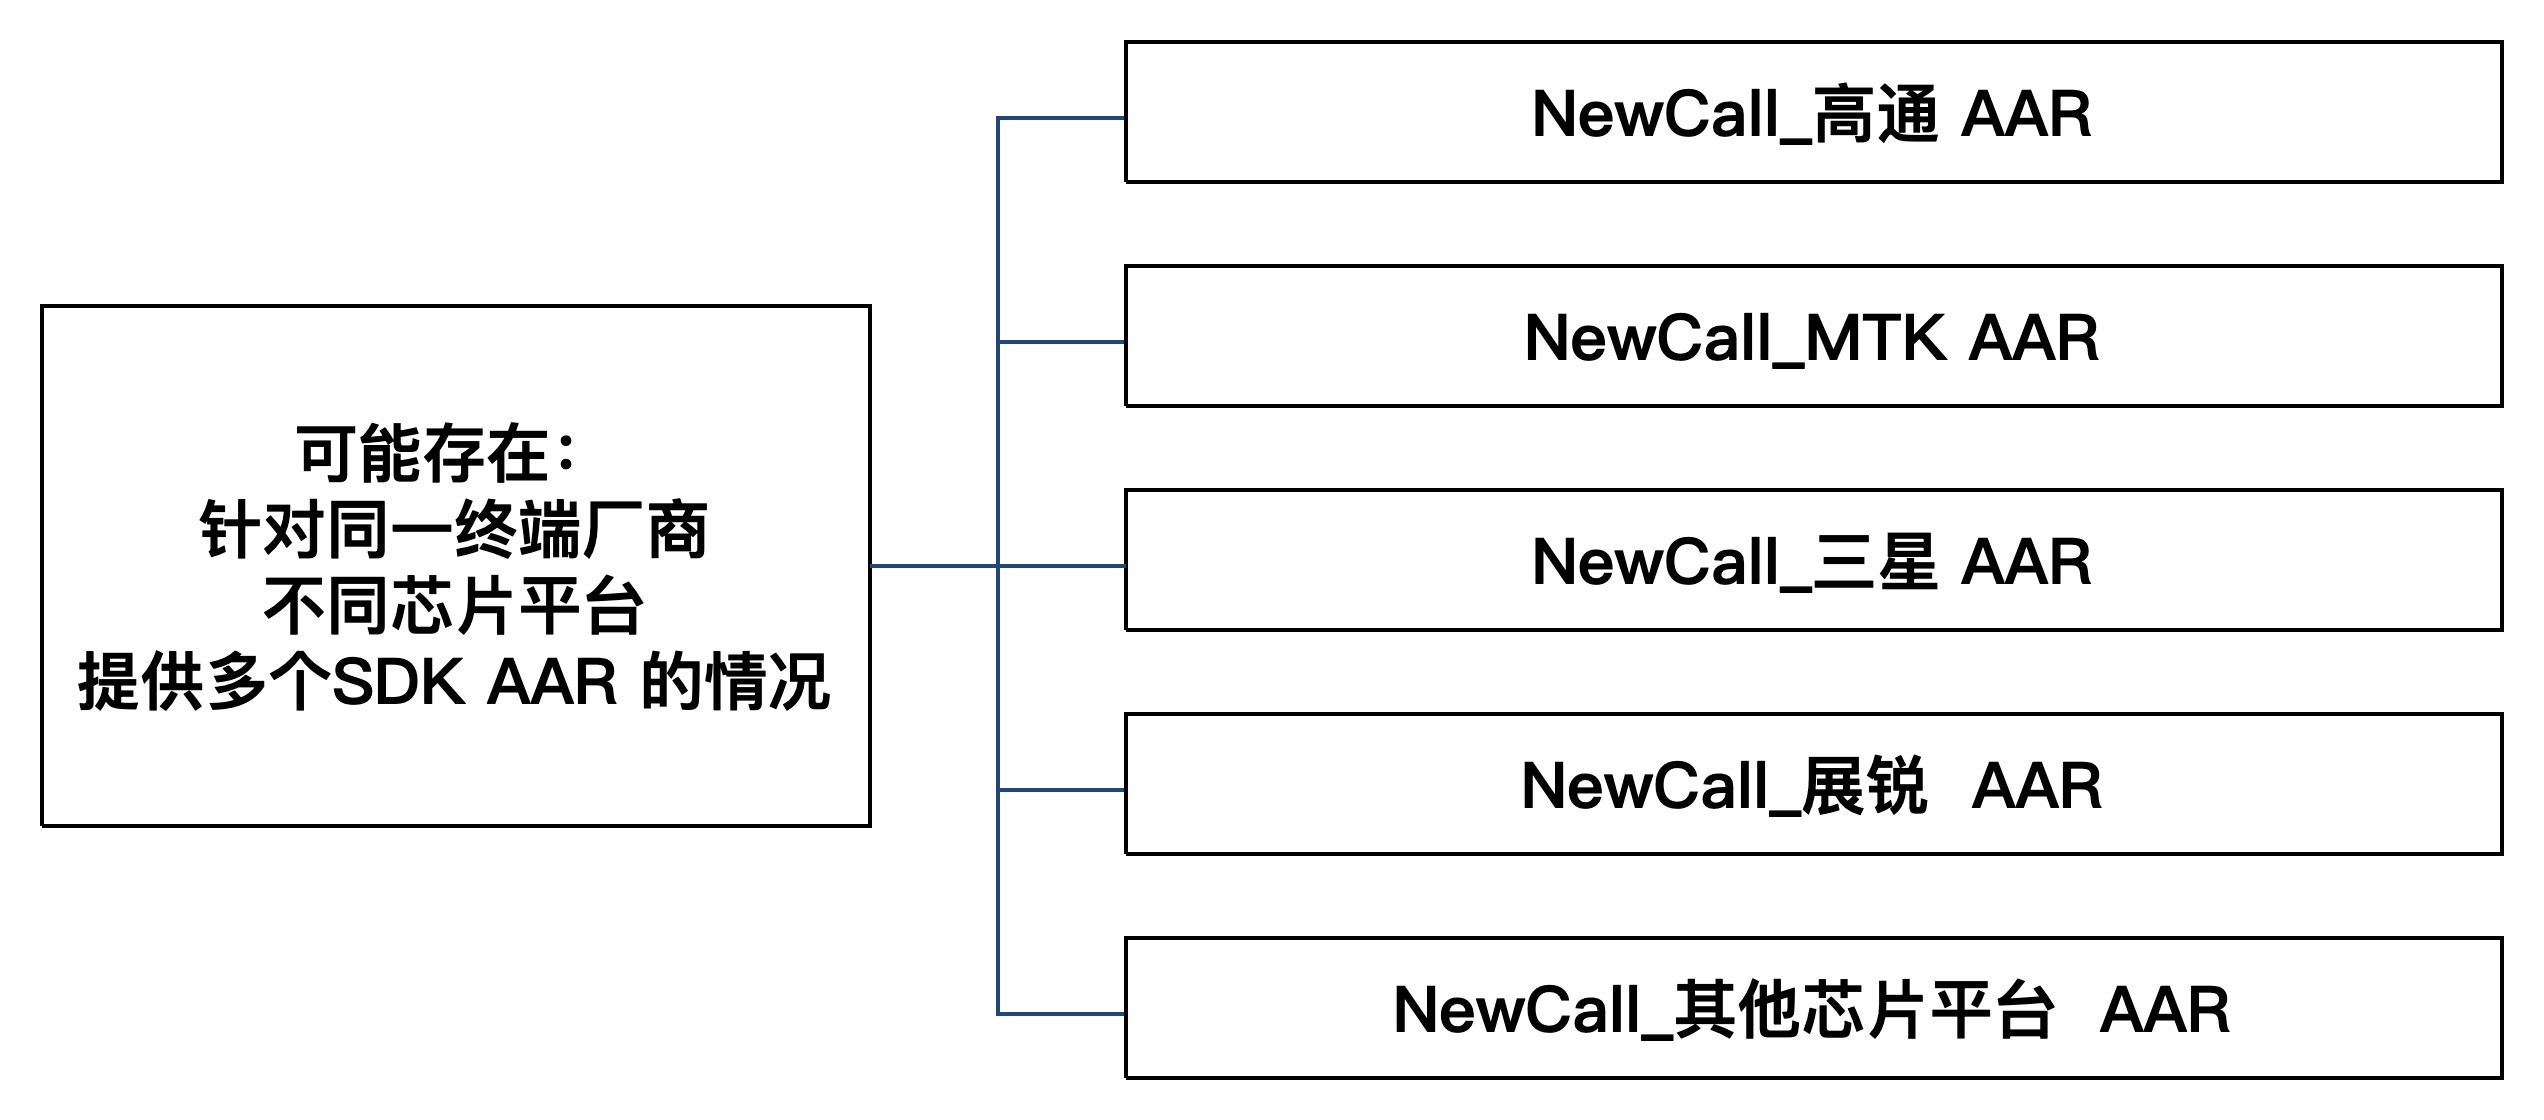 可能存在：
针对同一终端厂商
不同芯片平台
提供多个SDK AAR 的情况
NewCall_高通 AAR
NewCall_MTK AAR
NewCall_三星 AAR
NewCall_展锐  AAR
NewCall_其他芯片平台  AAR